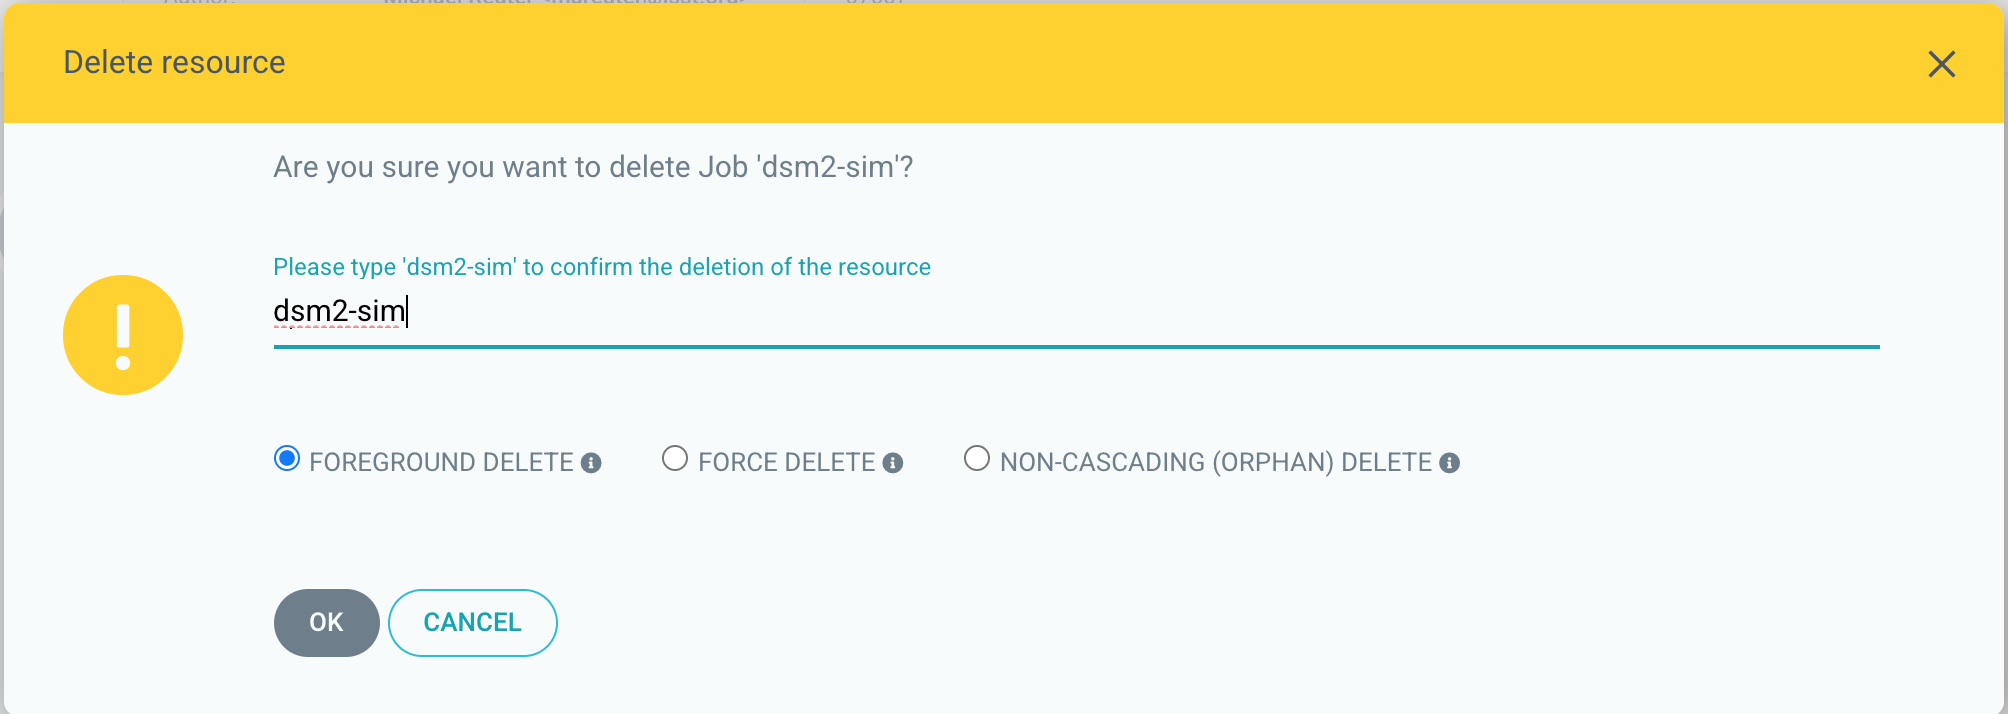 Delete resource
Are you sure you want to delete Job 'dsm2-sim'?
Please type 'dsm2-sim' to confirm the deletion of the resource
dsm2-sim
FOREGROUND DELETE FORCE DELETE NON-CASCADING (ORPHAN) DELETE
OK CANCEL